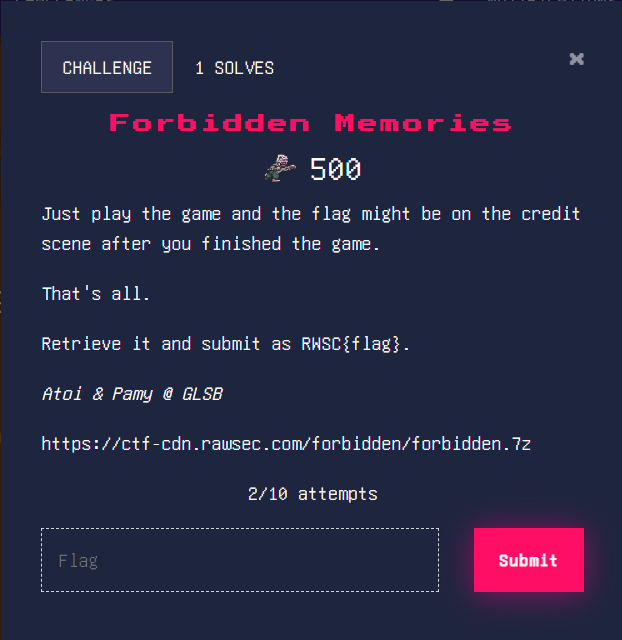 CHALLENGE
1 SOLVES
Forbidden Memories
500
Just play the game and the flag might be on the credit
scene after you finished the game.
That's all.
Retrieve it and submit as RWSC{flag}.
Atoi & Pamy @ GLSB
https://ctf-cdn.rawsec.com/forbidden/forbidden.7z
2/10 attempts
Flag
Submit